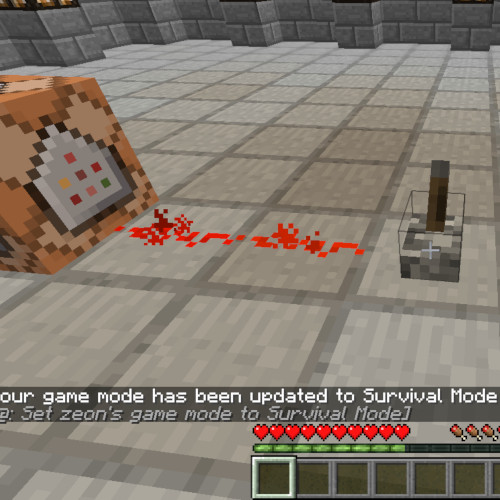 our game mode has been updated to Survival Mode
@: Set zeon's game mode to Survival Mode]